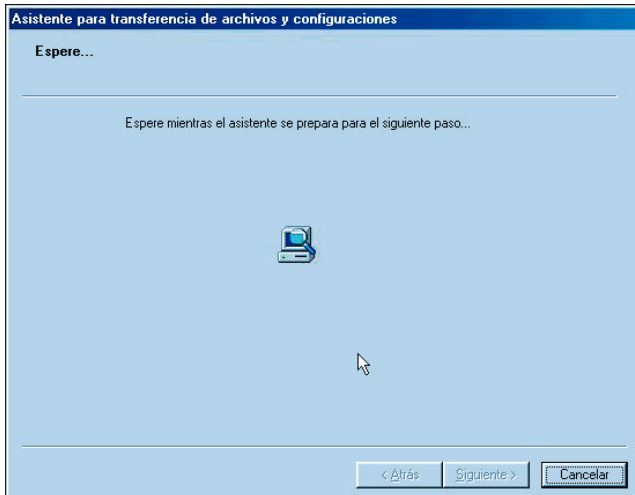 Asistente para transferencia de archivos y configuraciones
Espere...
Espere mientras el asistente se prepara para el siguiente paso...
< Atrás
Siguiente >
Cancelar